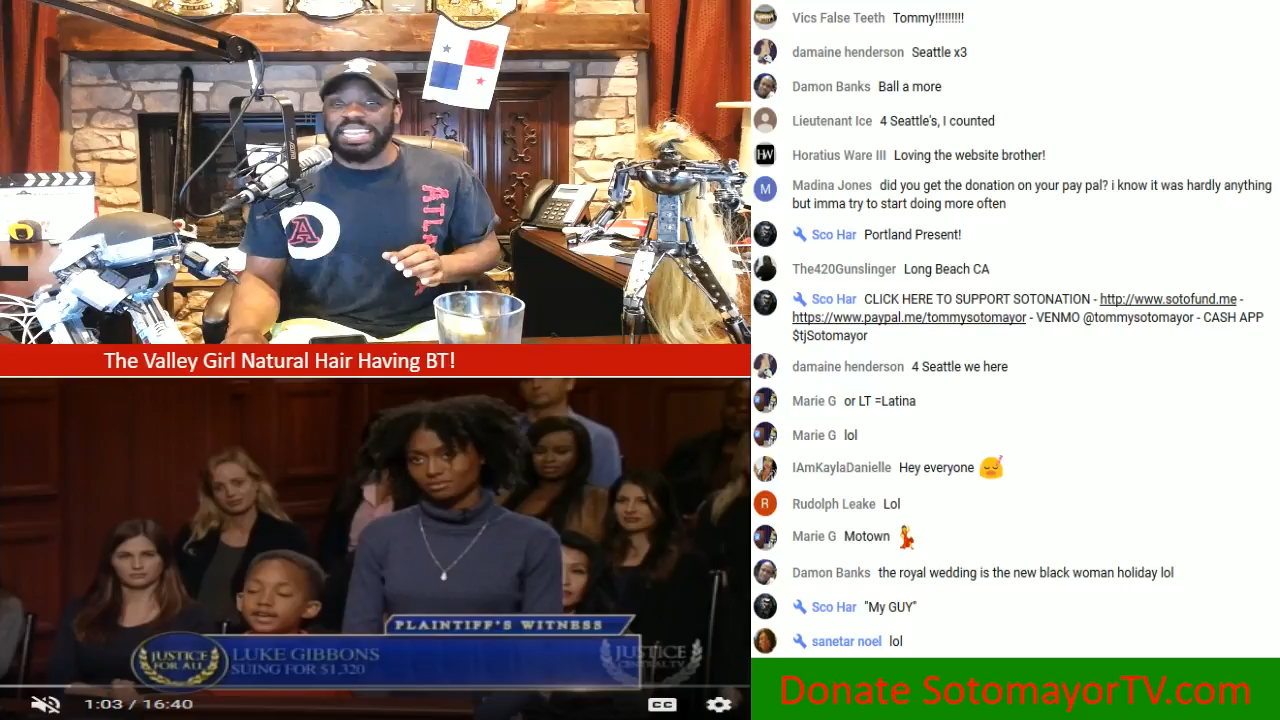 A
ATL
The Valley Girl Natural Hair Having BT!
PLAINTIFF'S WITNESS
JUSTICE
FOR ALL
LUKE GIBBONS
SUING FOR $1,320
JUSTICE
CENTRAL.TV
1:03 / 16:40
CC
Vics False Teeth Tommy!!!!!!!!!
damaine henderson Seattle x3
Damon Banks Ball a more
Lieutenant Ice 4 Seattle's, I counted
HW
Horatius Ware III Loving the website brother!
M
Madina Jones did you get the donation on your pay pal? i know it was hardly anything
but imma try to start doing more often
Sco Har Portland Present!
The420Gunslinger Long Beach CA
Sco Har CLICK HERE TO SUPPORT SOTONATION - http://www.sotofund.me -
https://www.paypal.me/tommysotomayor - VENMO @tommysotomayor - CASH APP
$tjSotomayor
damaine henderson 4 Seattle we here
Marie G or LT =Latina
Marie G lol
IAmKaylaDanielle Hey everyone
R
Rudolph Leake Lol
Marie G Motown
Damon Banks the royal wedding is the new black woman holiday lol
Sco Har "My GUY"
sanetar noel lol
Donate SotomayorTV.com